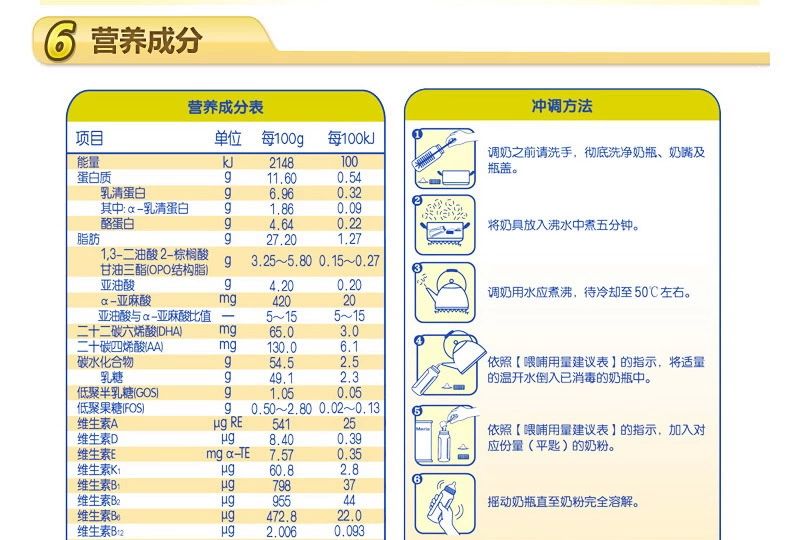 6 营养成分
营养成分表
项目 单位 每100g 每100kJ
能量 kJ 2148 100
蛋白质 g 11.60 0.54
乳清蛋白 g 6.96 0.32
其中:α-乳清蛋白 g 1.86 0.09
酪蛋白 g 4.64 0.22
脂肪 g 27.20 1.27
1,3-二油酸 2-棕榈酸
甘油三酯(OPO结构脂) g 3.25~5.80 0.15~0.27
亚油酸 g 4.20 0.20
α-亚麻酸 mg 420 20
亚油酸与α-亚麻酸比值 — 5~15 5~15
二十二碳六烯酸(DHA) mg 65.0 3.0
二十碳四烯酸(AA) mg 130.0 6.1
碳水化合物 g 54.5 2.5
乳糖 g 49.1 2.3
低聚半乳糖(GOS) g 1.05 0.05
低聚果糖(FOS) g 0.50~2.80 0.02~0.13
维生素A μg RE 541 25
维生素D μg 8.40 0.39
维生素E mg α-TE 7.57 0.35
维生素K₁ μg 60.8 2.8
维生素B₁ μg 798 37
维生素B₂ μg 955 44
维生素B₆ μg 472.8 22.0
维生素B₁₂ μg 2.006 0.093
冲调方法
1
调奶之前请洗手，彻底洗净奶瓶、奶嘴及
瓶盖。
2
将奶具放入沸水中煮五分钟。
3
调奶用水应煮沸，待冷却至50℃左右。
4
依照【喂哺用量建议表】的指示，将适量
的温开水倒入已消毒的奶瓶中。
5
依照【喂哺用量建议表】的指示，加入对
应份量（平匙）的奶粉。
6
摇动奶瓶直至奶粉完全溶解。